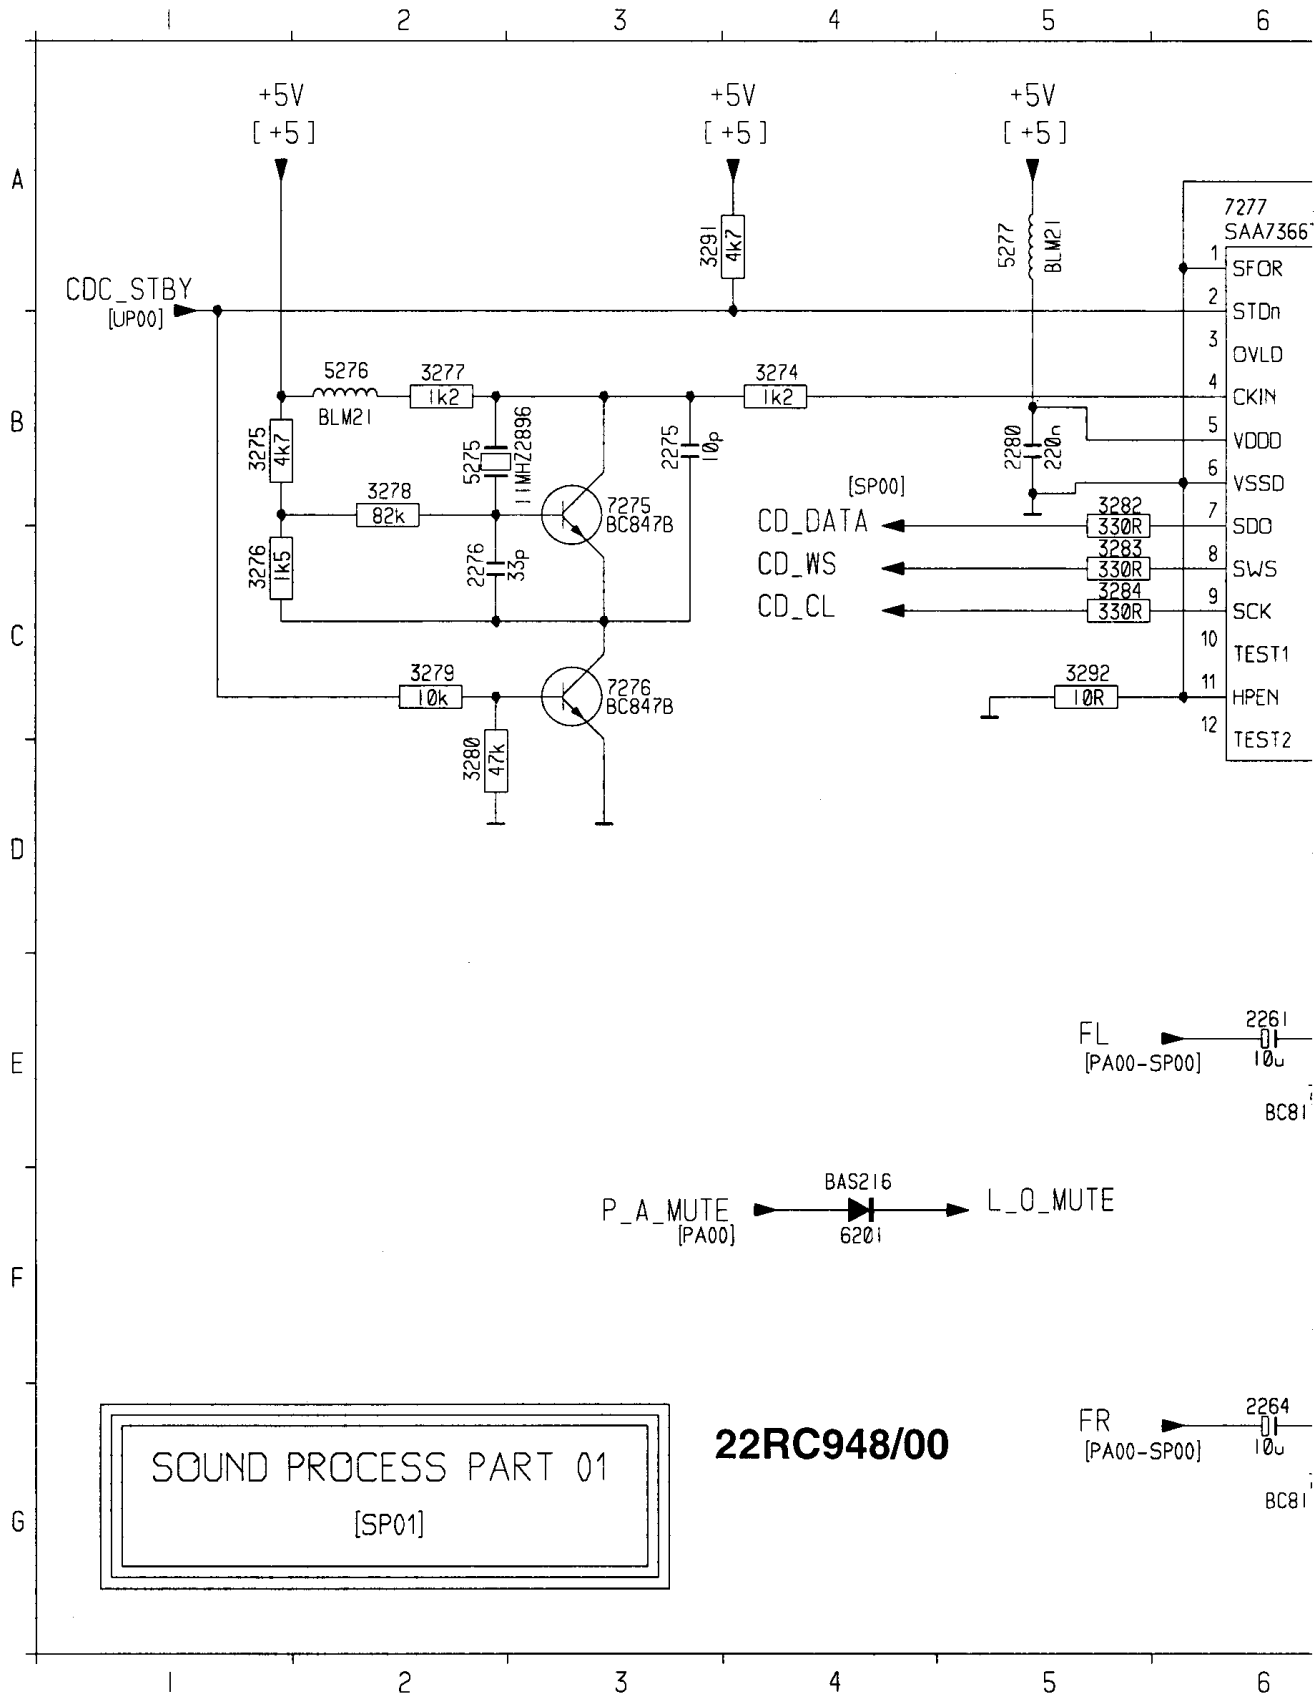 1 2 3 4 5 6
+5V +5V +5V
[ +5 ] [ +5 ] [ +5 ]
A
7277
SAA7366
3291
4k7
5277
BLM21
1 SFOR
CDC_STBY
[UP00]
2 STDn
3 OVLD
5276
BLM21
3277
1k2
3274
1k2
4 CKIN
B
3275
4k7
5275
11MHZ2896
2275
10p
2280
220n
5 VDDD
6 VSSD
[SP00]
3278
82k
7275
BC847B
CD_DATA
3282
330R
7 SDO
3276
1k5
2276
33p
CD_WS
3283
330R
8 SWS
CD_CL
3284
330R
9 SCK
C
10 TEST1
3279
10k
7276
BC847B
3292
10R
11 HPEN
12 TEST2
3280
47k
D
E
FL
[PA00-SP00]
2261
10u
BC81
BAS216
P_A_MUTE
[PA00]
6201
L_O_MUTE
F
SOUND PROCESS PART 01
[SP01]
22RC948/00
FR
[PA00-SP00]
2264
10u
BC81
G
1 2 3 4 5 6